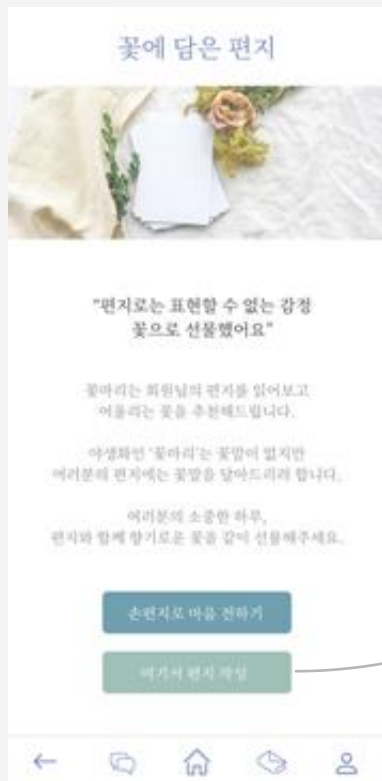 꽃에 담은 편지
"편지로는 표현할 수 없는 감정
꽃으로 선물했어요"
꽃마리는 회원님의 편지를 읽어보고
어울리는 꽃을 추천해드립니다.
야생화인 '꽃마리'는 꽃말이 없지만
여러분의 편지에는 꽃말을 담아드리려 합니다.
여러분의 소중한 하루,
편지와 함께 향기로운 꽃을 같이 선물해주세요.
손편지로 마음 전하기
여기서 편지 작성